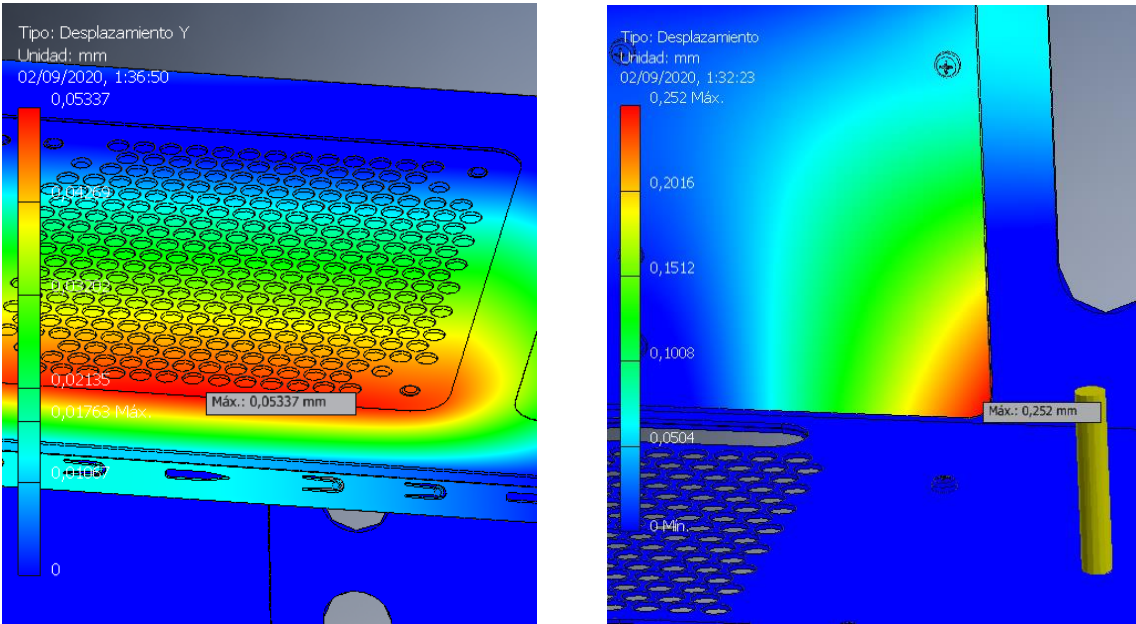 Tipo: Desplazamiento Y
Unidad: mm
02/09/2020, 1:36:50
0,05337
0,04269
0,03202
Máx.: 0,05337 mm
0,02135
0,01763 Máx.
0,01067
0
Tipo: Desplazamiento
Unidad: mm
02/09/2020, 1:32:23
0,252 Máx.
0,2016
0,1512
0,1008
Máx.: 0,252 mm
0,0504
0 Mín.